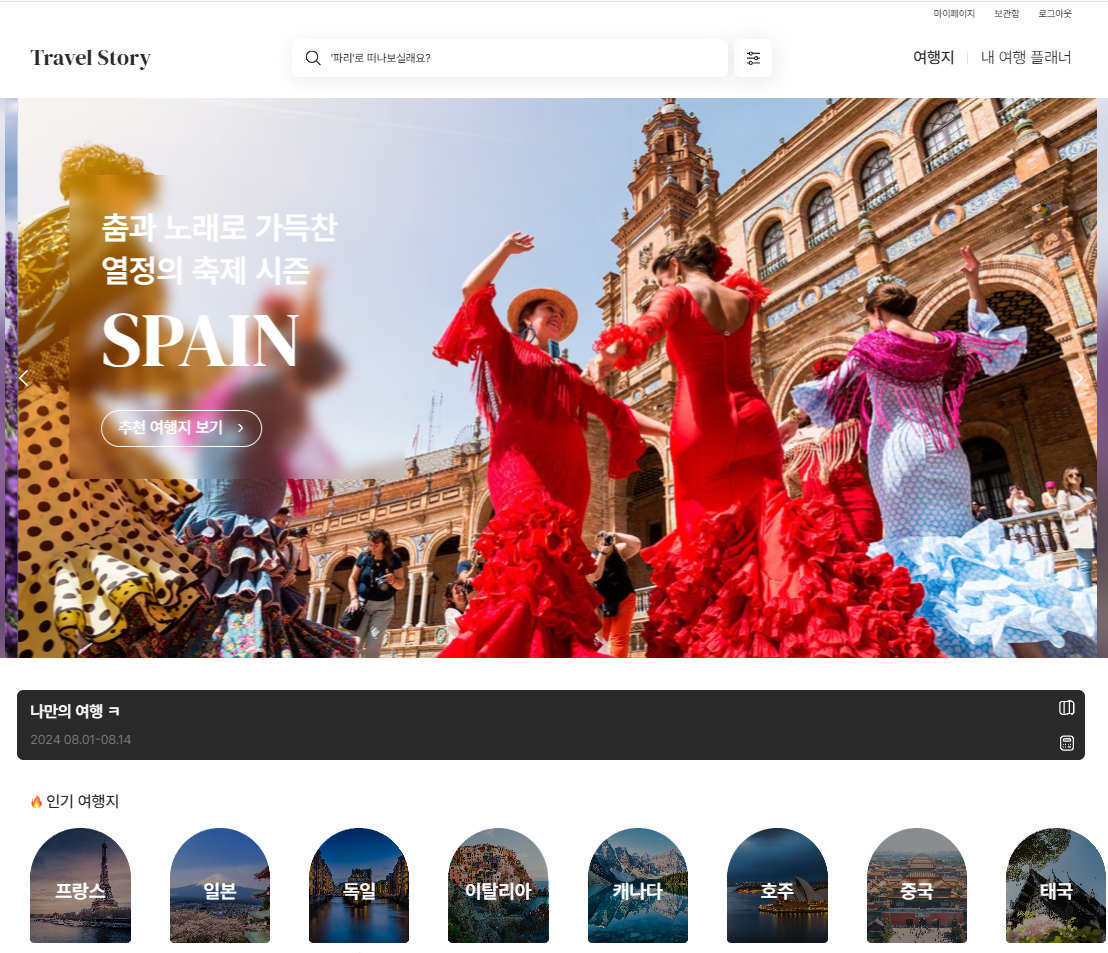 마이페이지 보관함 로그아웃
Travel Story
'파리'로 떠나보실래요?
여행지 내 여행 플래너
춤과 노래로 가득찬
열정의 축제 시즌
SPAIN
추천 여행지 보기
나만의 여행 ㅋ
2024 08.01-08.14
인기 여행지
프랑스 일본 독일 이탈리아 캐나다 호주 중국 태국